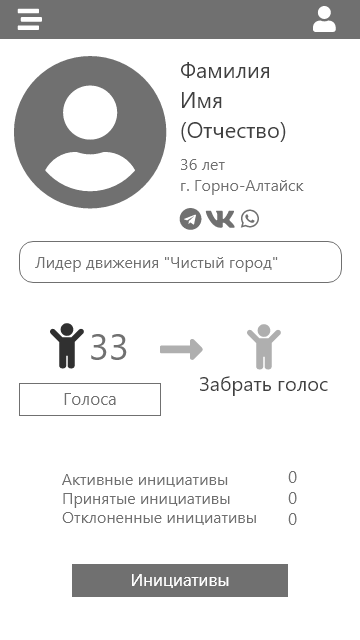 Фамилия
Имя
(Отчество)
36 лет
г. Горно-Алтайск
Лидер движения "Чистый город"
33
Забрать голос
Голоса
Активные инициативы 0
Принятые инициативы 0
Отклоненные инициативы 0
Инициативы